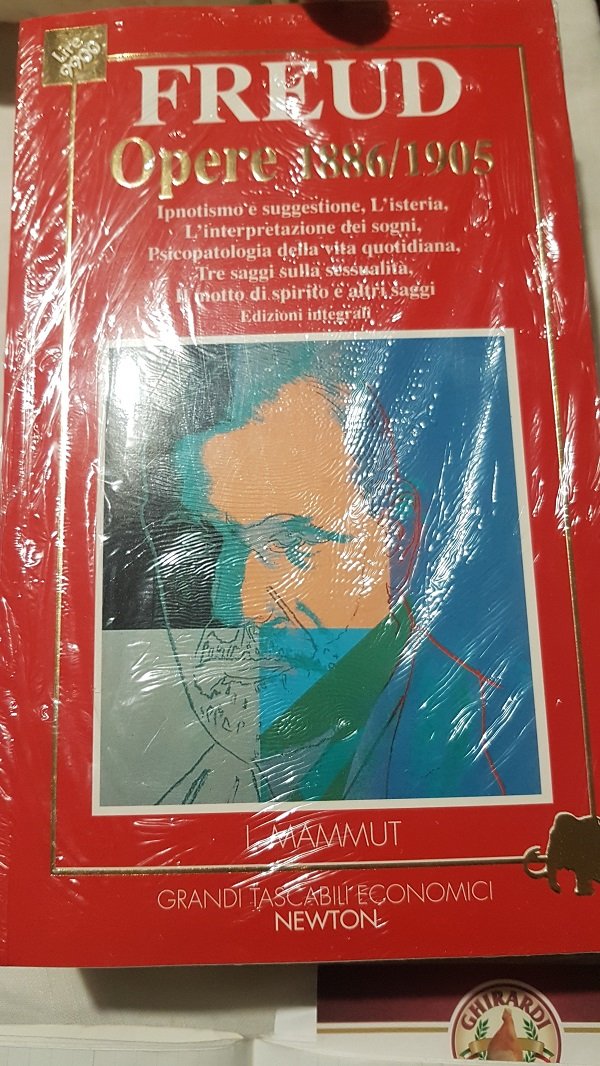 Lire
9900
FREUD
Opere 1886/1905
Ipnotismo e suggestione, L'isteria,
L'interpretazione dei sogni,
Psicopatologia della vita quotidiana,
Tre saggi sulla sessualità,
Il motto di spirito e altri saggi
Edizioni integrali
I MAMMUT
GRANDI TASCABILI ECONOMICI
NEWTON
GHIRARDI